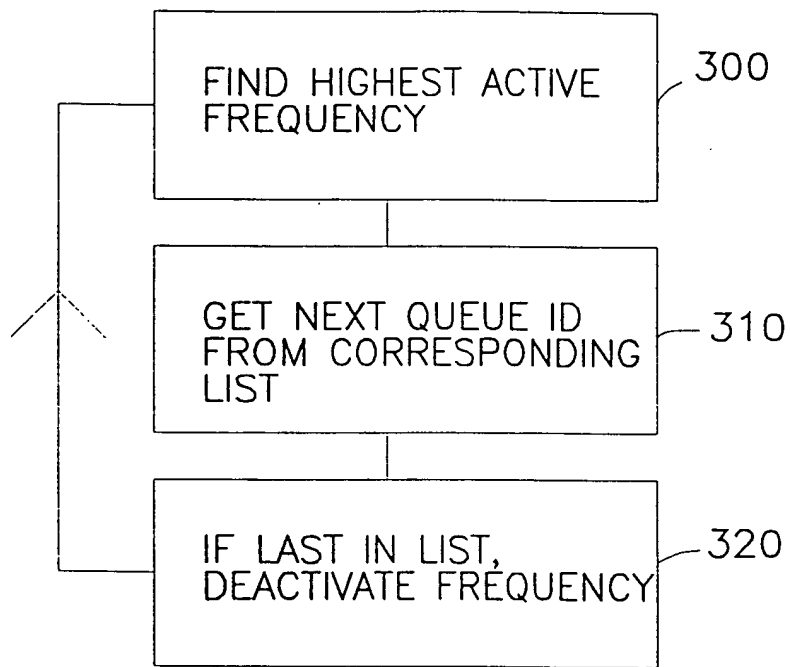 FIND HIGHEST ACTIVE
FREQUENCY
300
GET NEXT QUEUE ID
FROM CORRESPONDING
LIST
310
IF LAST IN LIST,
DEACTIVATE FREQUENCY
320